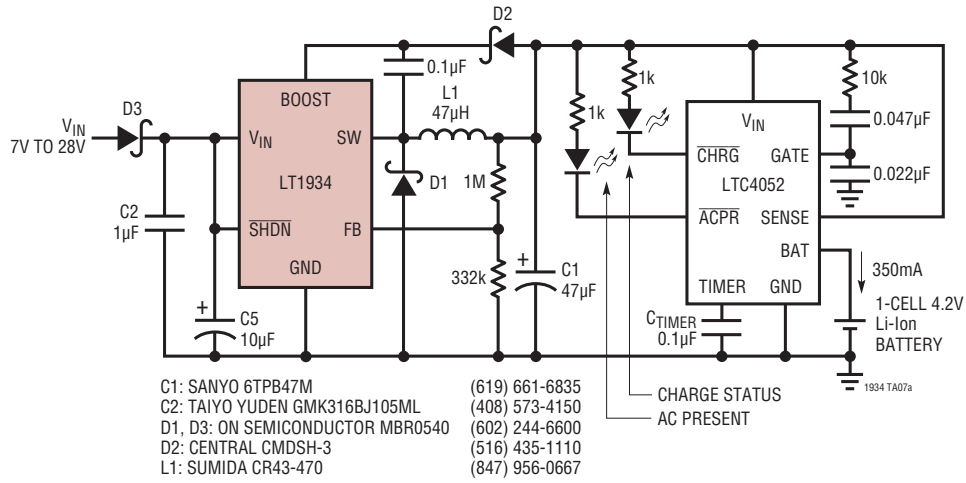 D2
0.1µF
1k
1k
10k
D3
BOOST
L1
47µH
VIN
7V TO 28V
VIN
SW
VIN
0.047µF
CHRG
GATE
LT1934
D1
1M
LTC4052
0.022µF
C2
1µF
SHDN
FB
ACPR
SENSE
BAT
GND
332k
+
C1
47µF
TIMER
GND
350mA
+
C5
10µF
CTIMER
0.1µF
1-CELL 4.2V
Li-Ion
BATTERY
1934 TA07a
CHARGE STATUS
AC PRESENT
C1: SANYO 6TPB47M (619) 661-6835
C2: TAIYO YUDEN GMK316BJ105ML (408) 573-4150
D1, D3: ON SEMICONDUCTOR MBR0540 (602) 244-6600
D2: CENTRAL CMDSH-3 (516) 435-1110
L1: SUMIDA CR43-470 (847) 956-0667